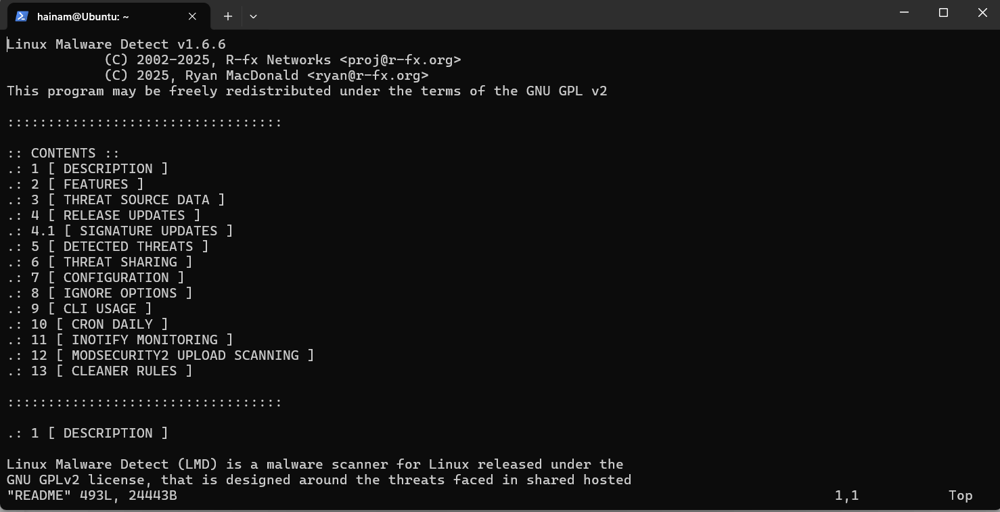 hainam@Ubuntu: ~
Linux Malware Detect v1.6.6
            (C) 2002-2025, R-fx Networks <proj@r-fx.org>
            (C) 2025, Ryan MacDonald <ryan@r-fx.org>
This program may be freely redistributed under the terms of the GNU GPL v2
::::::::::::::::::::::::::::::::::
:: CONTENTS ::
.: 1 [ DESCRIPTION ]
.: 2 [ FEATURES ]
.: 3 [ THREAT SOURCE DATA ]
.: 4 [ RELEASE UPDATES ]
.: 4.1 [ SIGNATURE UPDATES ]
.: 5 [ DETECTED THREATS ]
.: 6 [ THREAT SHARING ]
.: 7 [ CONFIGURATION ]
.: 8 [ IGNORE OPTIONS ]
.: 9 [ CLI USAGE ]
.: 10 [ CRON DAILY ]
.: 11 [ INOTIFY MONITORING ]
.: 12 [ MODSECURITY2 UPLOAD SCANNING ]
.: 13 [ CLEANER RULES ]
::::::::::::::::::::::::::::::::::
.: 1 [ DESCRIPTION ]
Linux Malware Detect (LMD) is a malware scanner for Linux released under the
GNU GPLv2 license, that is designed around the threats faced in shared hosted
"README" 493L, 24443B 1,1 Top